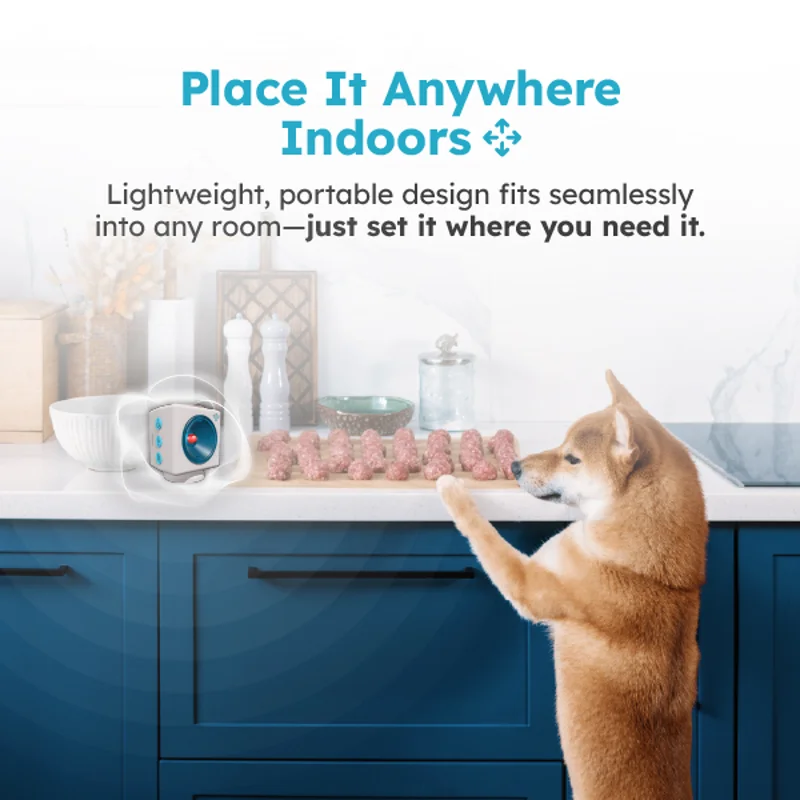 Place It Anywhere
Indoors
Lightweight, portable design fits seamlessly
into any room—just set it where you need it.